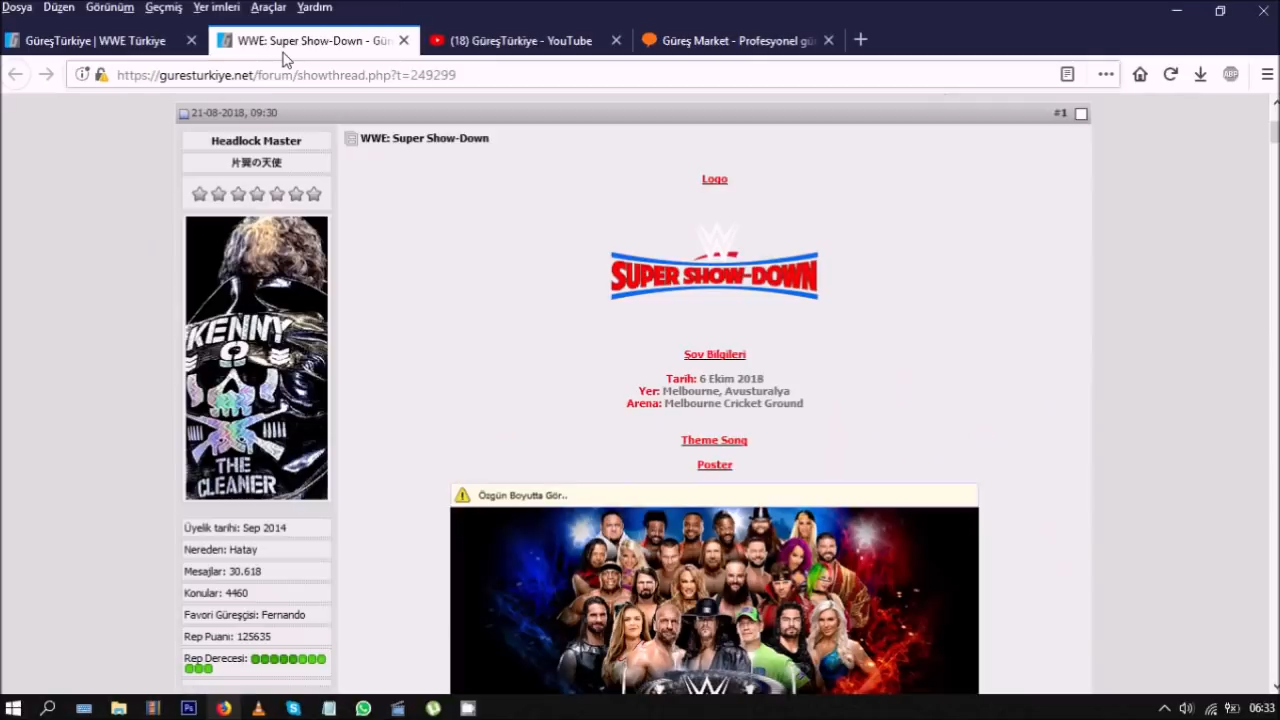 Dosya Düzen Görünüm Geçmiş Yer imleri Araçlar Yardım
GüreşTürkiye | WWE Türkiye
WWE: Super Show-Down - Gür
(18) GüreşTürkiye - YouTube
Güreş Market - Profesyonel gü
https://guresturkiye.net/forum/showthread.php?t=249299
ABP
21-08-2018, 09:30
#1
Headlock Master
片翼の天使
KENNY
THE
CLEANER
Üyelik tarihi: Sep 2014
Nereden: Hatay
Mesajlar: 30.618
Konular: 4460
Favori Güreşçisi: Fernando
Rep Puanı: 125635
Rep Derecesi:
WWE: Super Show-Down
Logo
W
SUPER SHOW-DOWN
Şov Bilgileri
Tarih: 6 Ekim 2018
Yer: Melbourne, Avusturalya
Arena: Melbourne Cricket Ground
Theme Song
Poster
Özgün Boyutta Gör..
W
Ps
06:33